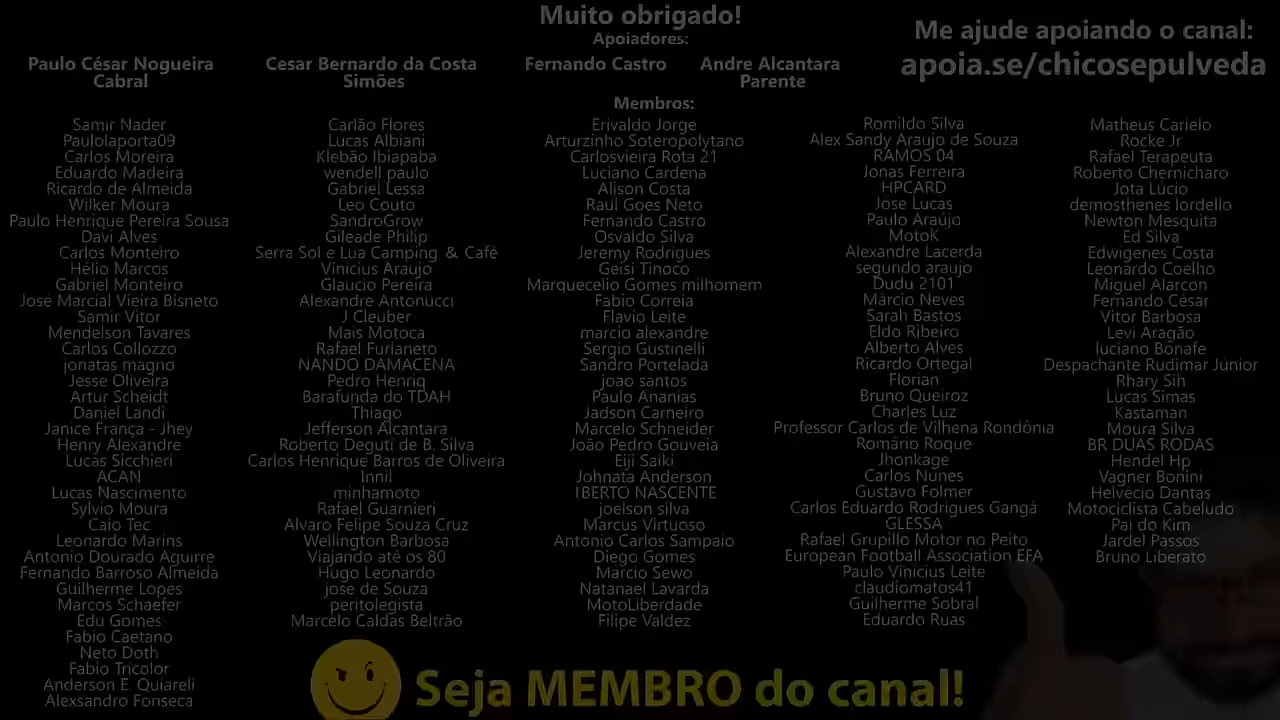 Muito obrigado!
Apoiadores:
Me ajude apoiando o canal:
apoia.se/chicosepulveda
Paulo César Nogueira
Cabral
Cesar Bernardo da Costa
Simões
Fernando Castro
Andre Alcantara
Parente
Membros:
Samir Nader
Paulolaporta09
Carlos Moreira
Eduardo Madeira
Ricardo de Almeida
Wilker Moura
Paulo Henrique Pereira Sousa
Davi Alves
Carlos Monteiro
Hélio Marcos
Gabriel Monteiro
José Marcial Vieira Bisneto
Samir Vitor
Mendelson Tavares
Carlos Collozzo
jonatas magno
Jesse Oliveira
Artur Scheidt
Daniel Landi
Janice França - Jhey
Henry Alexandre
Lucas Sicchieri
ACAN
Lucas Nascimento
Sylvio Moura
Caio Tec
Leonardo Marins
Antonio Dourado Aguirre
Fernando Barroso Almeida
Guilherme Lopes
Marcos Schaefer
Edu Gomes
Fabio Caetano
Neto Doth
Fabio Tricolor
Anderson E. Quiareli
Alexsandro Fonseca
Carlão Flores
Lucas Albiani
Klebão Ibiapaba
wendell paulo
Gabriel Lessa
Leo Couto
SandroGrow
Gileade Philip
Serra Sol e Lua Camping & Café
Vinicius Araujo
Glaucio Pereira
Alexandre Antonucci
J Cleuber
Mais Motoca
Rafael Furlaneto
NANDO DAMACENA
Pedro Henriq
Barafunda do TDAH
Thiago
Jefferson Alcantara
Roberto Deguti de B. Silva
Carlos Henrique Barros de Oliveira
Innil
minhamoto
Rafael Guarnieri
Alvaro Felipe Souza Cruz
Wellington Barbosa
Viajando até os 80
Hugo Leonardo
jose de Souza
peritolegista
Marcelo Caldas Beltrão
Erivaldo Jorge
Arturzinho Soteropolytano
Carlosvieira Rota 21
Luciano Cardena
Alison Costa
Raul Goes Neto
Fernando Castro
Osvaldo Silva
Jeremy Rodrigues
Geisi Tinoco
Marquecelio Gomes milhomem
Fabio Correia
Flavio Leite
marcio alexandre
Sergio Gustinelli
Sandro Portelada
joao santos
Paulo Ananias
Jadson Carneiro
Marcelo Schneider
João Pedro Gouveia
Eiji Saiki
Johnata Anderson
IBERTO NASCENTE
joelson silva
Marcus Virtuoso
Antonio Carlos Sampaio
Diego Gomes
Márcio Sewo
Natanael Lavarda
MotoLiberdade
Filipe Valdez
Romildo Silva
Alex Sandy Araujo de Souza
RAMOS 04
Jonas Ferreira
HPCARD
Jose Lucas
Paulo Araújo
MotoK
Alexandre Lacerda
segundo araujo
Dudu 2101
Márcio Neves
Sarah Bastos
Eldo Ribeiro
Alberto Alves
Ricardo Ortegal
Florian
Bruno Queiroz
Charles Luz
Professor Carlos de Vilhena Rondônia
Romário Roque
Jhonkage
Carlos Nunes
Gustavo Folmer
Carlos Eduardo Rodrigues Gangá
GLESSA
Rafael Grupillo Motor no Peito
European Football Association EFA
Paulo Vinicius Leite
claudiomatos41
Guilherme Sobral
Eduardo Ruas
Matheus Carielo
Rocke Jr
Rafael Terapeuta
Roberto Chernicharo
Jota Lúcio
demosthenes lordello
Newton Mesquita
Ed Silva
Edwigenes Costa
Leonardo Coelho
Miguel Alarcon
Fernando César
Vitor Barbosa
Levi Aragão
luciano Bonafe
Despachante Rudimar Júnior
Rhary Sih
Lucas Simas
Kastaman
Moura Silva
BR DUAS RODAS
Hendel Hp
Vagner Bonini
Helvécio Dantas
Motociclista Cabeludo
Pai do Kim
Jardel Passos
Bruno Liberato
Seja MEMBRO do canal!